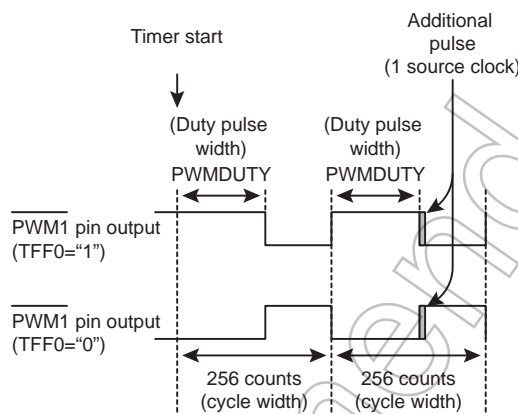 Timer start
Additional
pulse
(1 source clock)
(Duty pulse
width)
PWMDUTY
(Duty pulse
width)
PWMDUTY
PWM1 pin output
(TFF0=“1”)
PWM1 pin output
(TFF0=“0”)
256 counts
(cycle width)
256 counts
(cycle width)